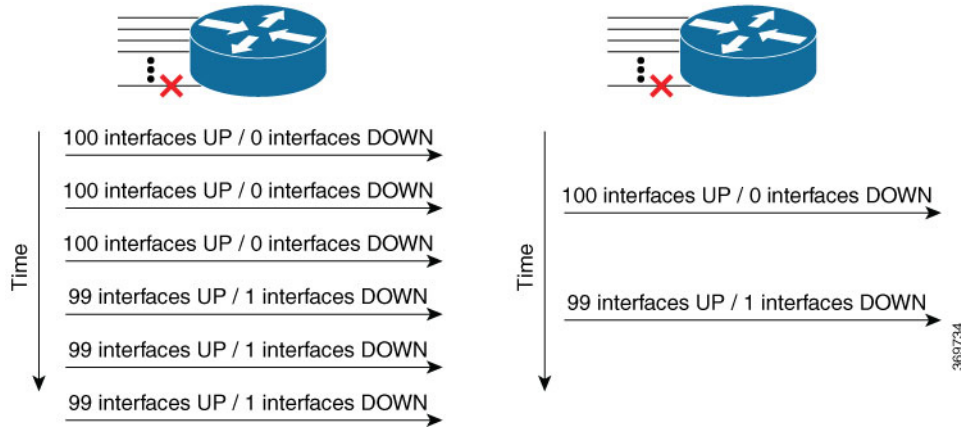 Time
100 interfaces UP / 0 interfaces DOWN
100 interfaces UP / 0 interfaces DOWN
100 interfaces UP / 0 interfaces DOWN
99 interfaces UP / 1 interfaces DOWN
99 interfaces UP / 1 interfaces DOWN
99 interfaces UP / 1 interfaces DOWN
Time
100 interfaces UP / 0 interfaces DOWN
99 interfaces UP / 1 interfaces DOWN
369734